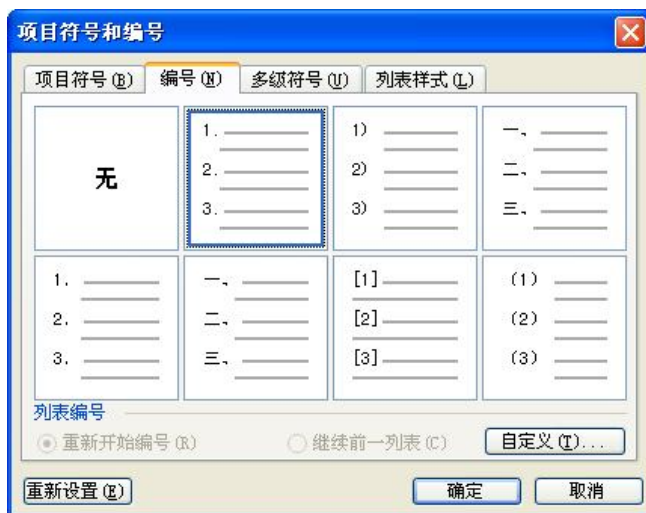 项目符号和编号
项目符号(B) 编号(N) 多级符号(U) 列表样式(L)
无 1. 1) 一、
2. 2) 二、
3. 3) 三、
1. 一、 [1] (1)
2. 二、 [2] (2)
3. 三、 [3] (3)
列表编号
重新开始编号(R) 继续前一列表(C) 自定义(T)...
重新设置(E) 确定 取消